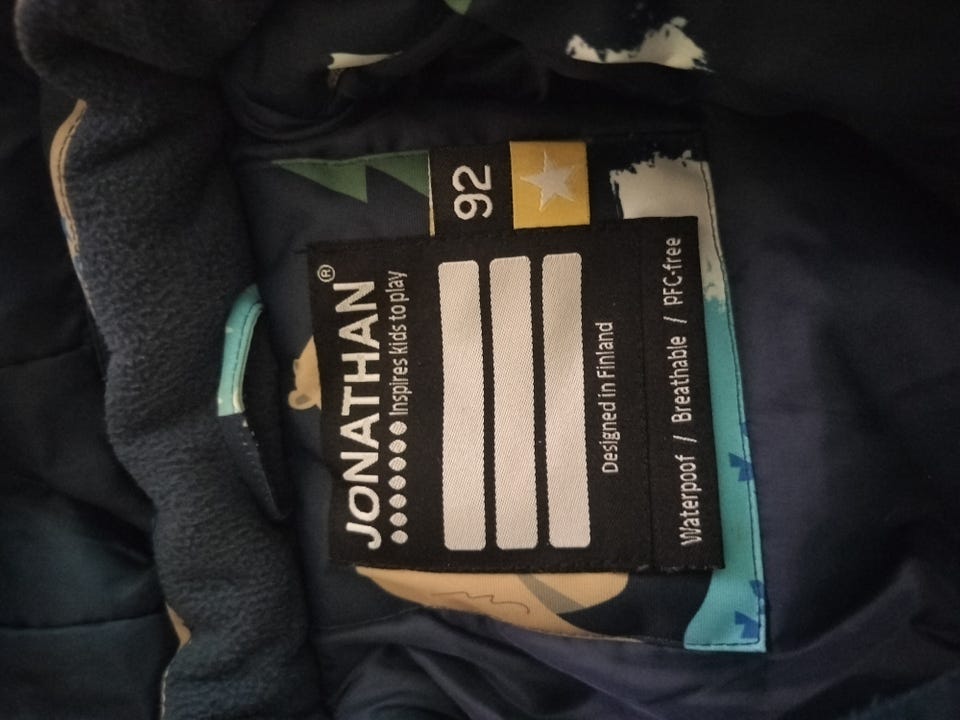 92
JONATHAN®
Inspires kids to play
Designed in Finland
Waterpoof / Breathable / PFC-free